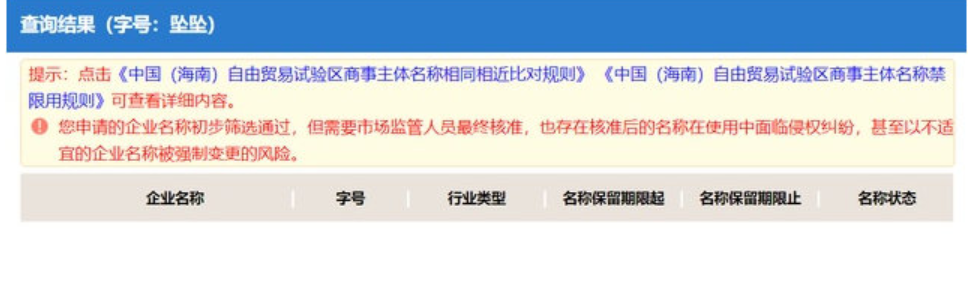 查询结果（字号：坠坠）
提示：点击《中国（海南）自由贸易试验区商事主体名称相同相近比对规则》 《中国（海南）自由贸易试验区商事主体名称禁
限用规则》可查看详细内容。
您申请的企业名称初步筛选通过，但需要市场监管人员最终核准，也存在核准后的名称在使用中面临侵权纠纷，甚至以不适
宜的企业名称被强制变更的风险。
企业名称 字号 行业类型 名称保留期限起 名称保留期限止 名称状态